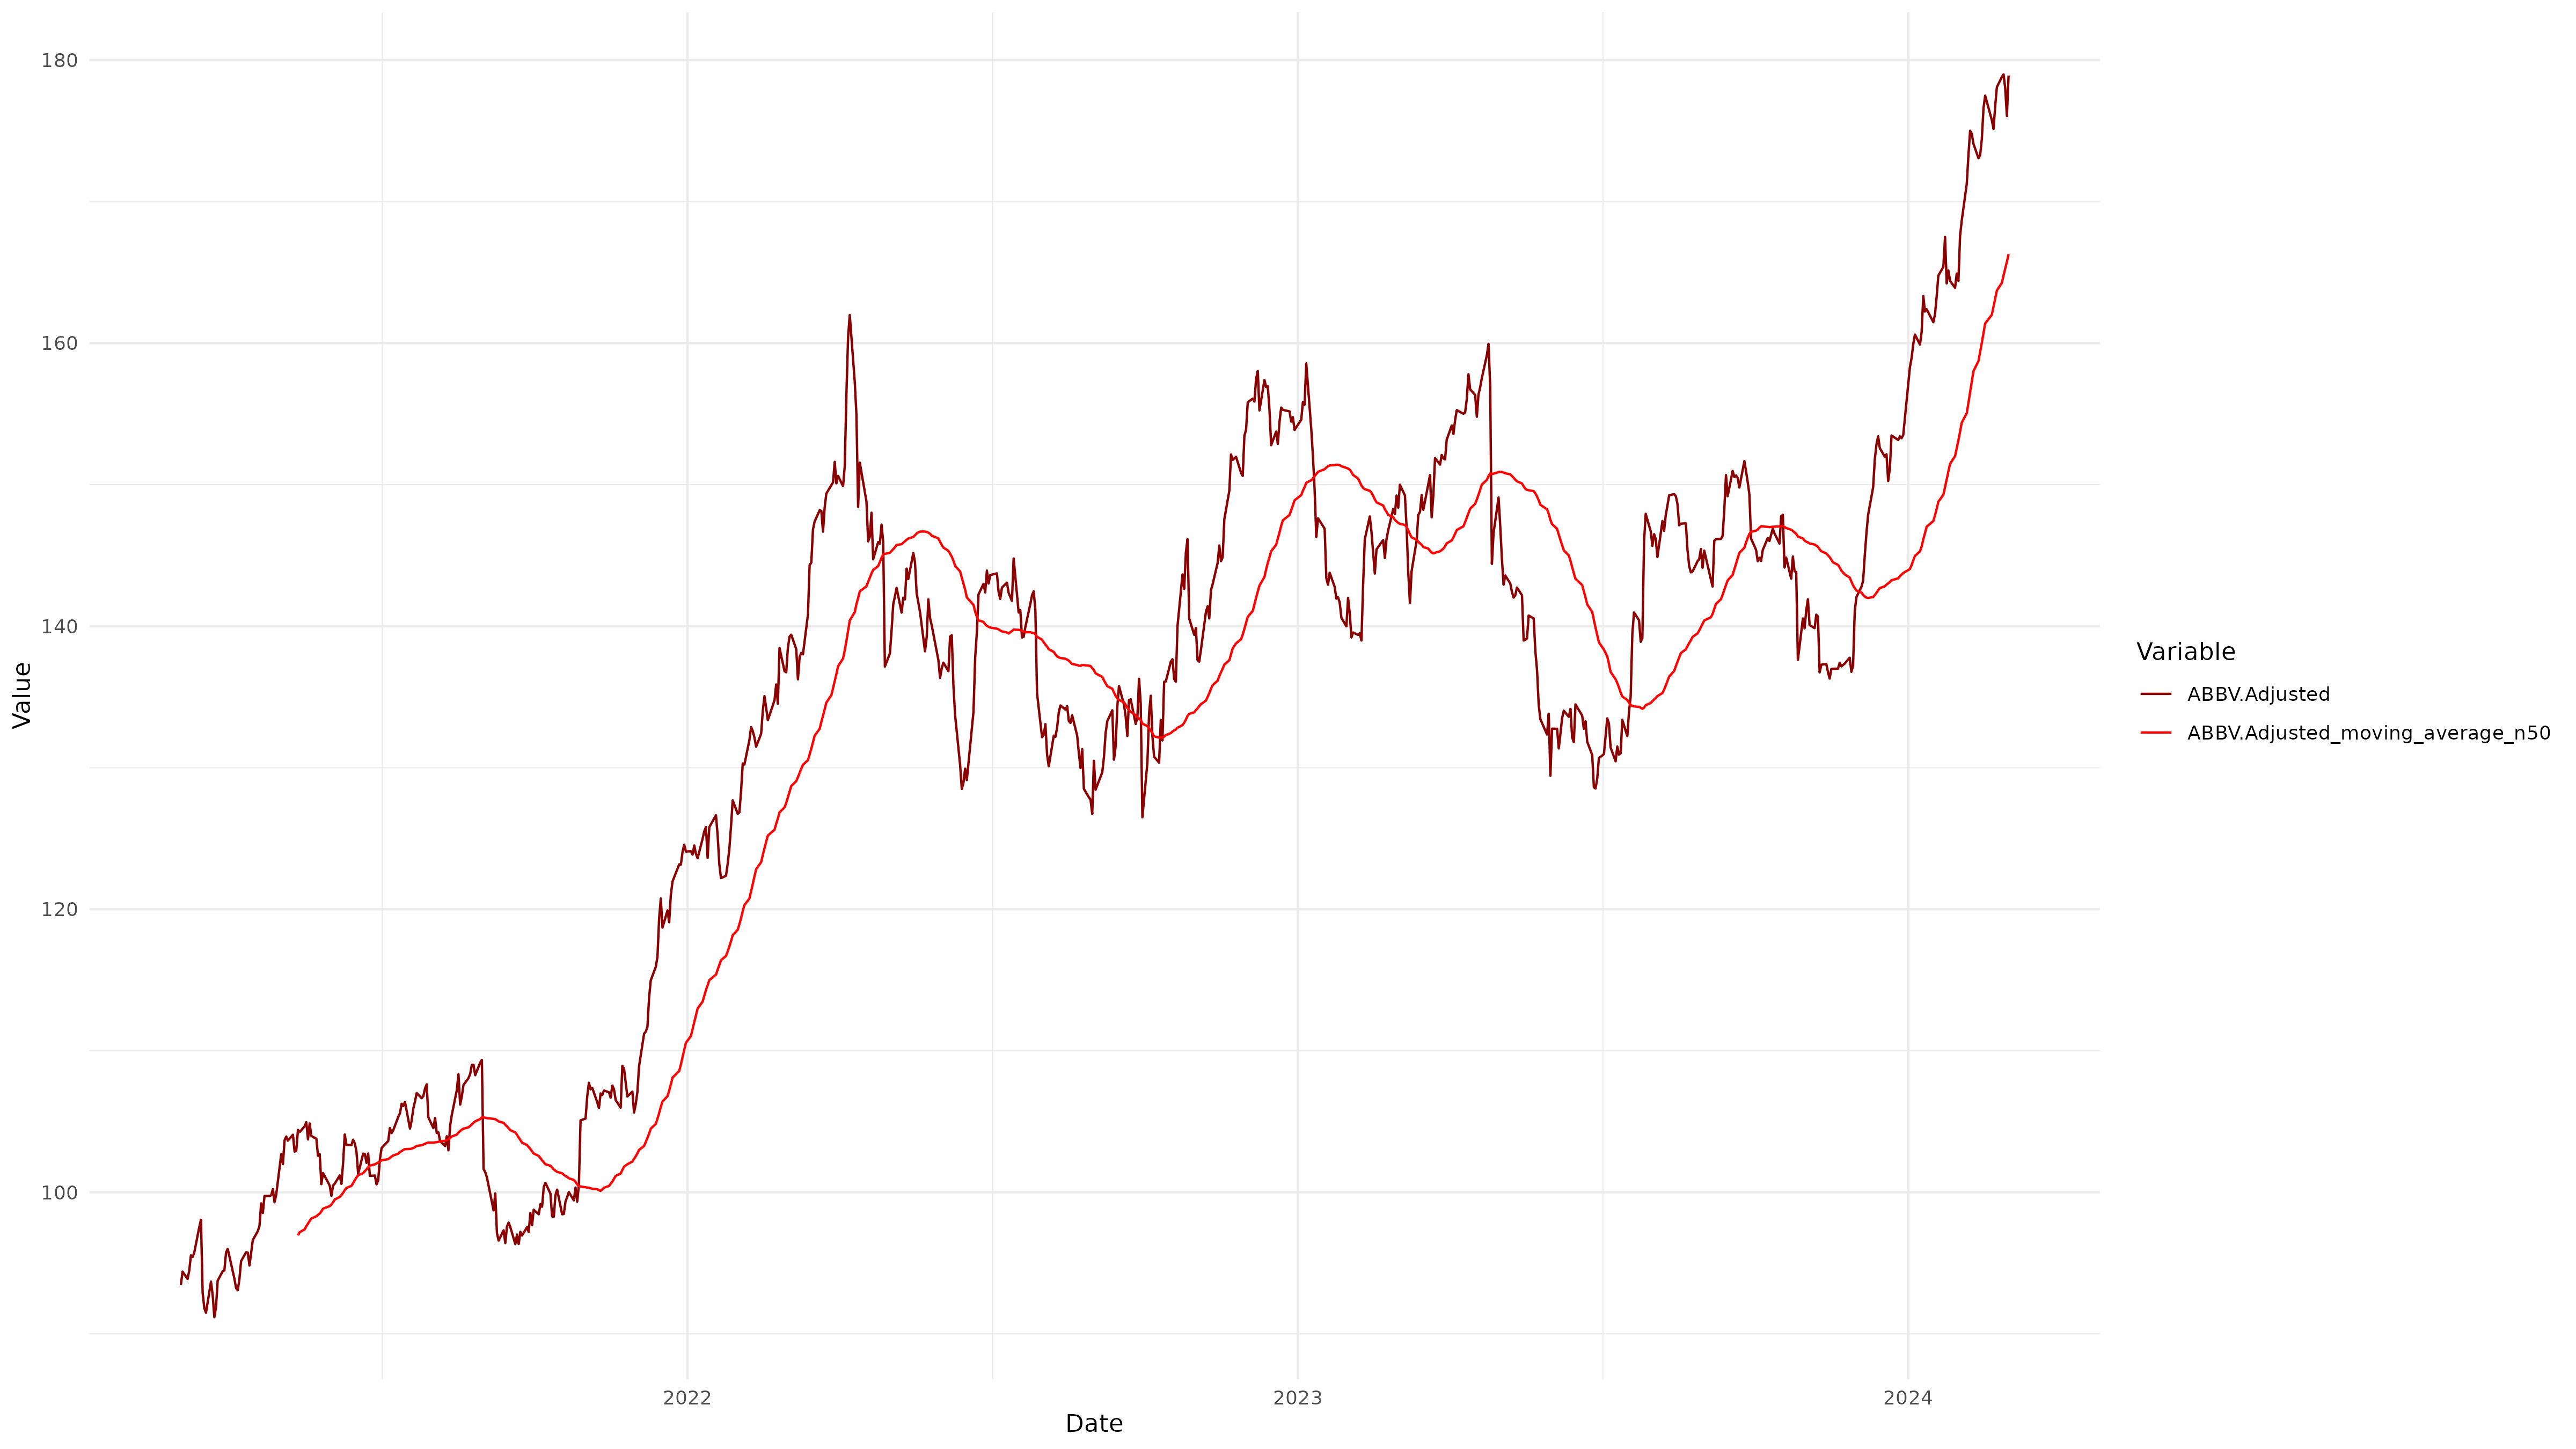 180
160
140
120
100
Value
2022
2023
2024
Date
Variable
ABBV.Adjusted
ABBV.Adjusted_moving_average_n50